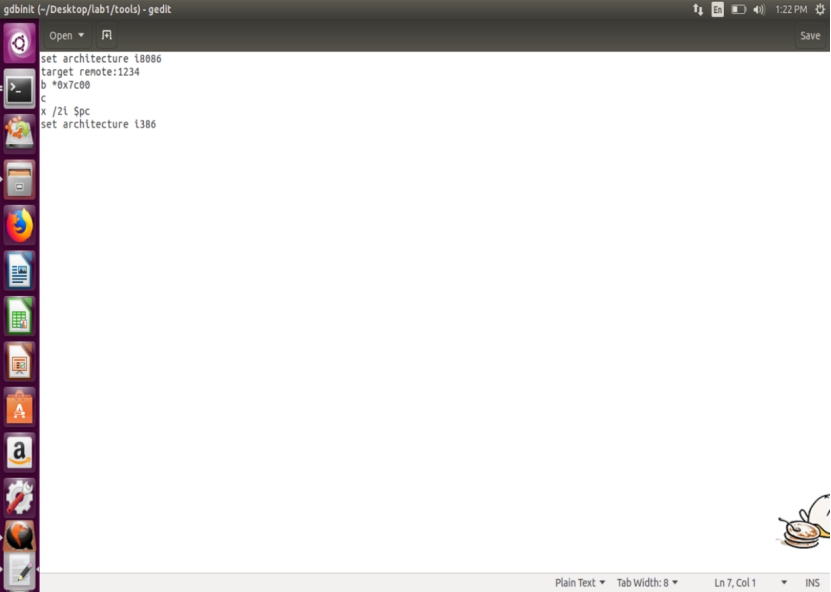 gdbinit (~/Desktop/lab1/tools) - gedit
En
1:22 PM
Open
Save
set architecture i8086
target remote:1234
b *0x7c00
c
x /2i $pc
set architecture i386
Plain Text
Tab Width: 8
Ln 7, Col 1
INS